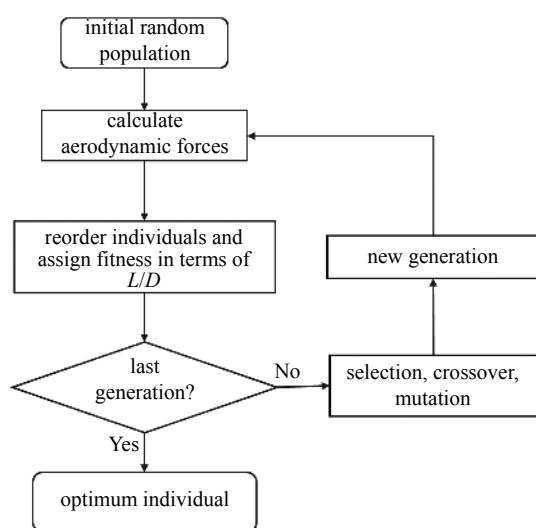 initial random
population
calculate
aerodynamic forces
reorder individuals and
assign fitness in terms of
L/D
new generation
last
generation?
No
selection, crossover,
mutation
Yes
optimum individual